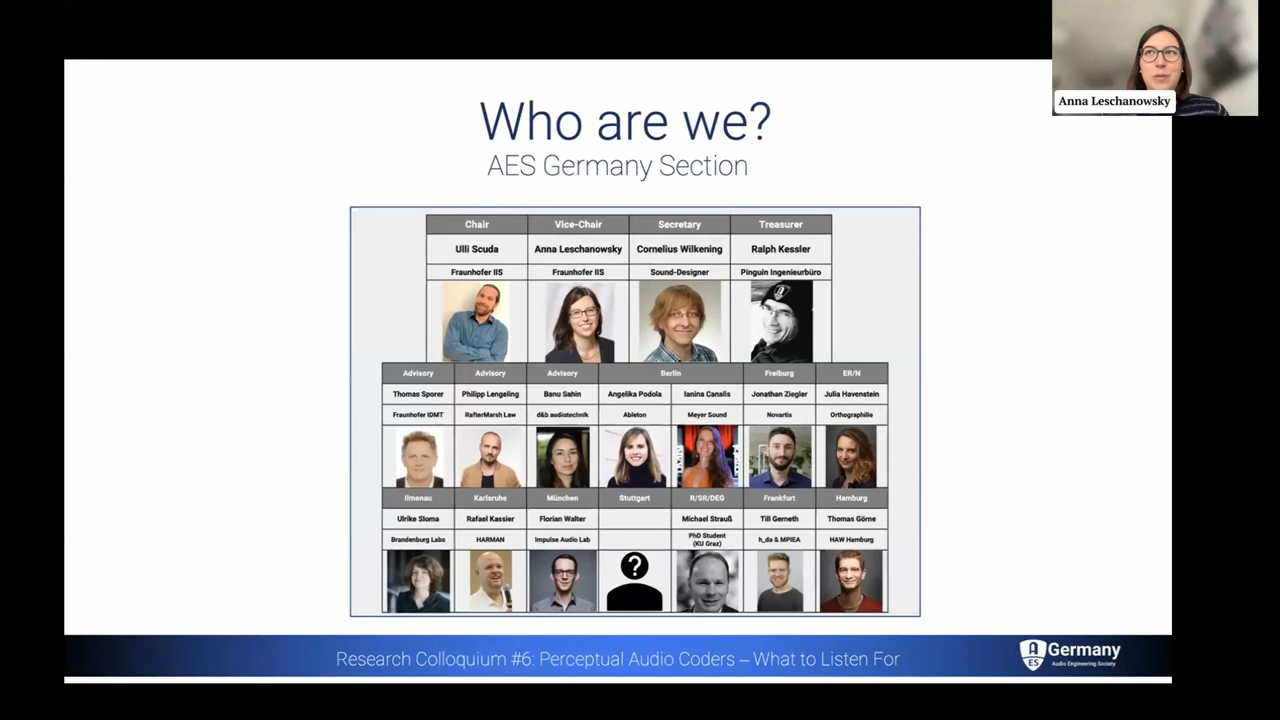 Anna Leschanowsky
Who are we?
AES Germany Section
Chair Vice-Chair Secretary Treasurer
Ulli Scuda Anna Leschanowsky Cornelius Wilkening Ralph Kessler
Fraunhofer IIS Fraunhofer IIS Sound-Designer Pinguin Ingenieurbüro
Advisory Advisory Advisory Berlin Freiburg ER/N
Thomas Sporer Philipp Lengeling Banu Sahin Angelika Podola Ianina Canalis Jonathan Ziegler Julia Havenstein
Fraunhofer IDMT RafterMarsh Law d&b audiotechnik Ableton Meyer Sound Novartis Orthographilie
Ilmenau Karlsruhe München Stuttgart R/SR/DEG Frankfurt Hamburg
Ulrike Sloma Rafael Kassier Florian Walter Michael Strauß Till Gerneth Thomas Görne
Brandenburg Labs HARMAN Impulse Audio Lab PhD Student h_da & MPIEA HAW Hamburg
(KU Graz)
?
Research Colloquium #6: Perceptual Audio Coders – What to Listen For
A
ES
Germany
Audio Engineering Society